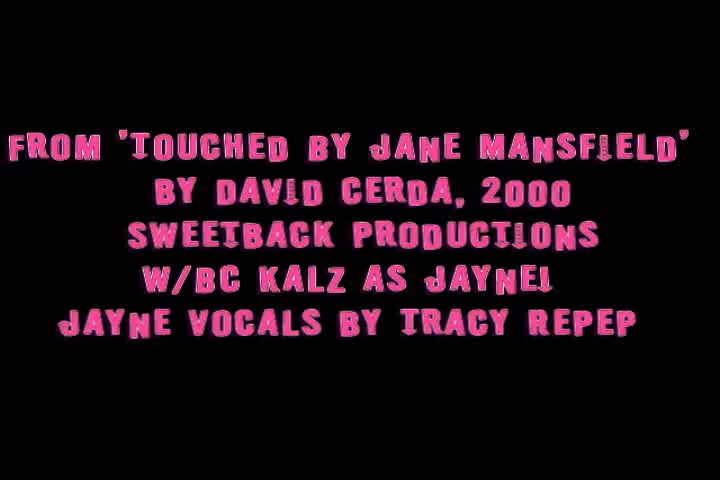 FROM 'TOUCHED BY JANE MANSFIELD'
BY DAVID CERDA, 2000
SWEETBACK PRODUCTIONS
W/BC KALZ AS JAYNE!
JAYNE VOCALS BY TRACY REPEP